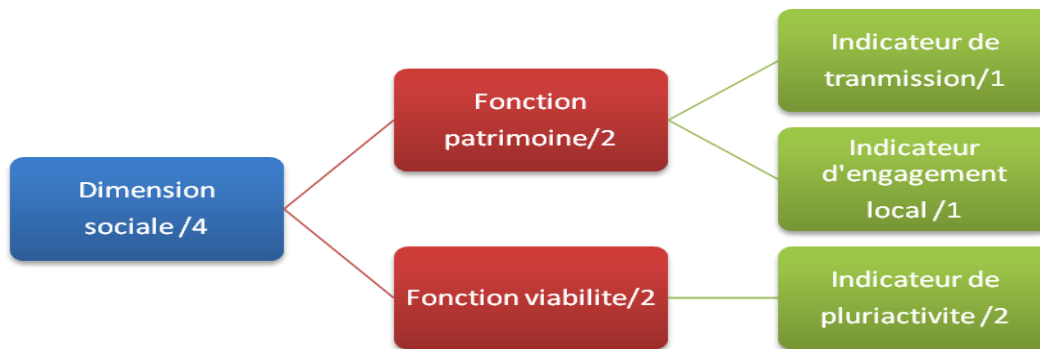 Dimension
sociale /4
Fonction
patrimoine/2
Fonction viabilite/2
Indicateur de
tranmission/1
Indicateur
d'engagement
local /1
Indicateur de
pluriactivite /2